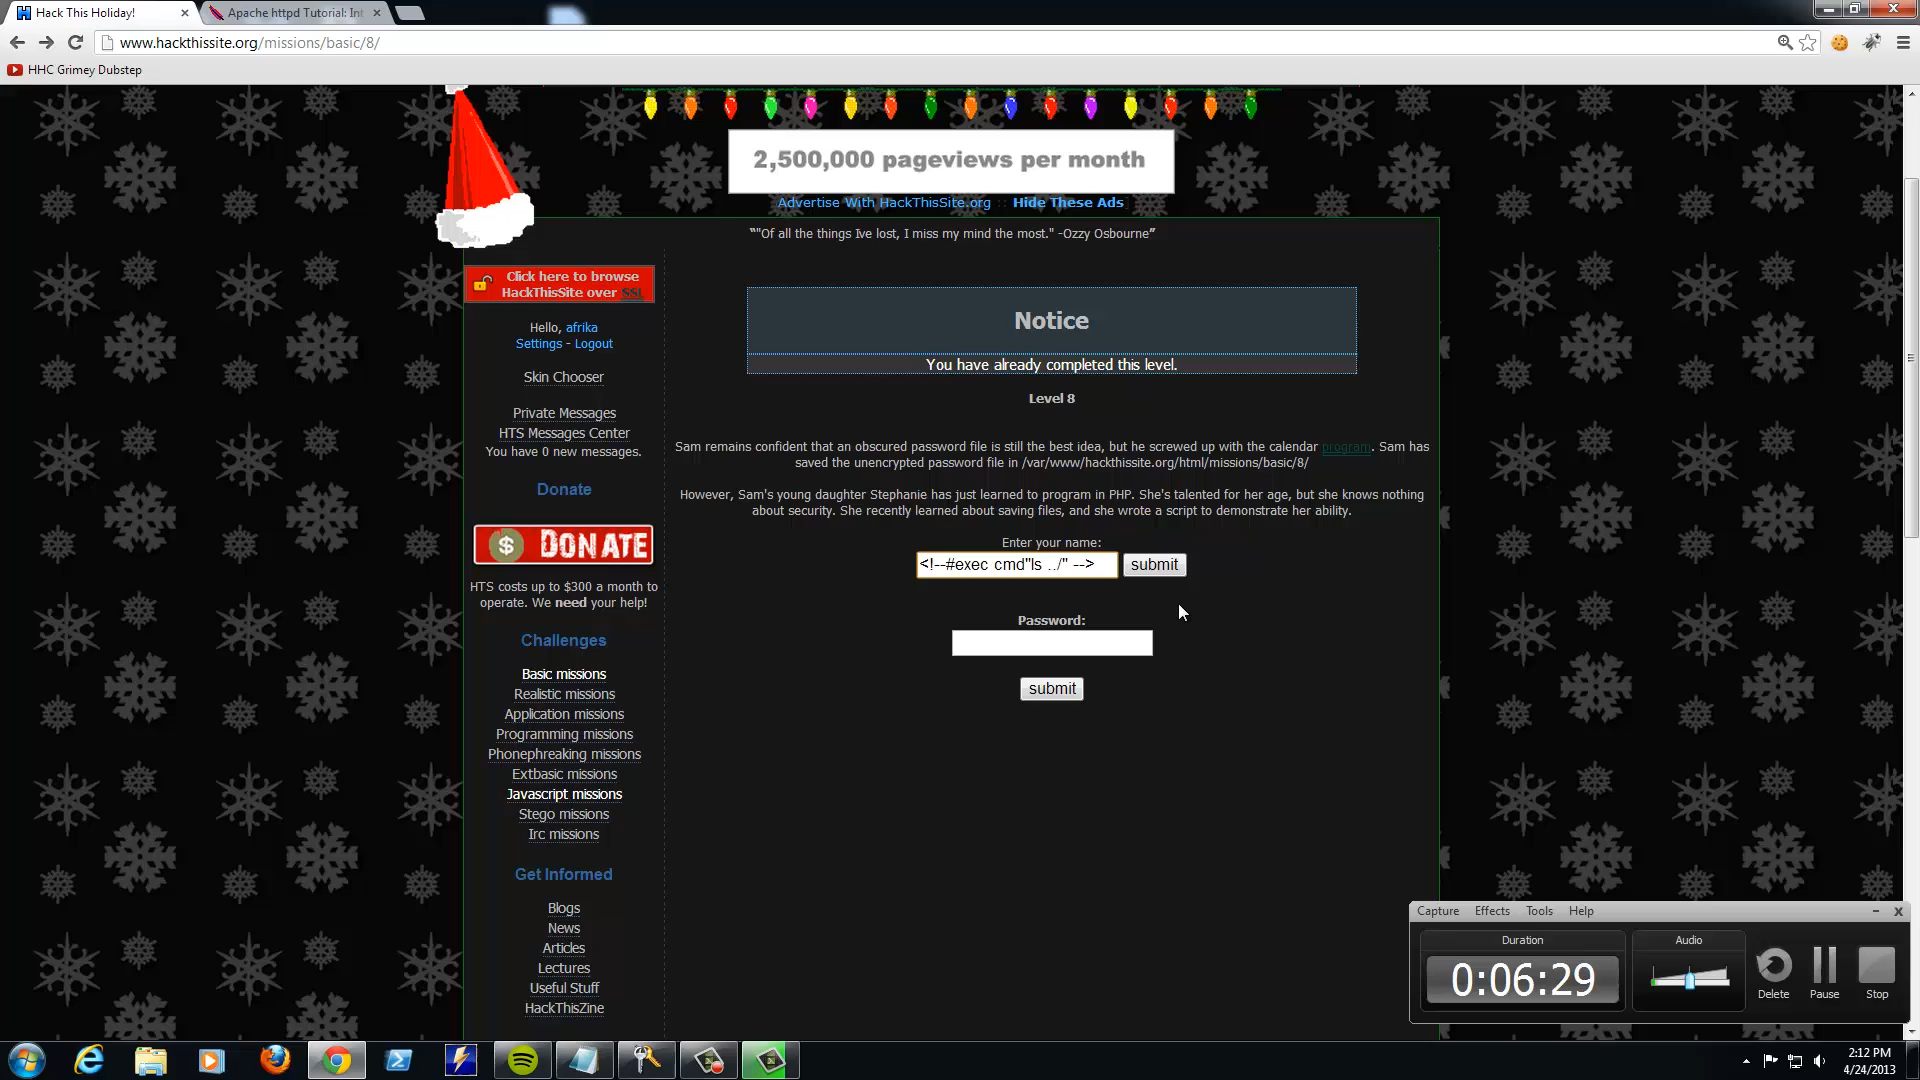 Hack This Holiday!
Apache httpd Tutorial: Int
www.hackthissite.org/missions/basic/8/
HHC Grimey Dubstep
2,500,000 pageviews per month
Advertise With HackThisSite.org :: Hide These Ads
“"Of all the things Ive lost, I miss my mind the most." -Ozzy Osbourne”
Click here to browse
HackThisSite over SSL
Hello, afrika
Settings - Logout
Skin Chooser
Private Messages
HTS Messages Center
You have 0 new messages.
Donate
$ DONATE
HTS costs up to $300 a month to
operate. We need your help!
Challenges
Basic missions
Realistic missions
Application missions
Programming missions
Phonephreaking missions
Extbasic missions
Javascript missions
Stego missions
Irc missions
Get Informed
Blogs
News
Articles
Lectures
Useful Stuff
HackThisZine
Notice
You have already completed this level.
Level 8
Sam remains confident that an obscured password file is still the best idea, but he screwed up with the calendar program. Sam has
saved the unencrypted password file in /var/www/hackthissite.org/html/missions/basic/8/
However, Sam's young daughter Stephanie has just learned to program in PHP. She's talented for her age, but she knows nothing
about security. She recently learned about saving files, and she wrote a script to demonstrate her ability.
Enter your name:
<!--#exec cmd"ls ../" --> submit
Password:
submit
Capture Effects Tools Help
Duration
Audio
0:06:29
Delete Pause Stop
2:12 PM
4/24/2013